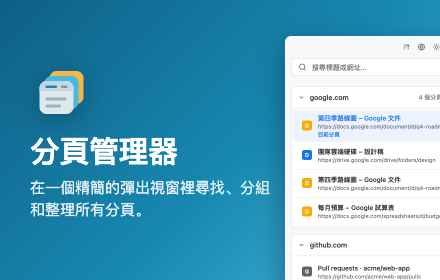 分頁管理器
在一個精簡的彈出視窗裡尋找、分組
和整理所有分頁。
搜尋標題或網址...
google.com
4 個分頁
第四季路線圖 – Google 文件
https://docs.google.com/document/d/q4-roadm
目前分頁
團隊雲端硬碟 – 設計稿
https://drive.google.com/drive/folders/design
第四季路線圖 – Google 文件
https://docs.google.com/document/d/q4-roadm
每月預算 – Google 試算表
https://docs.google.com/spreadsheets/d/budge
github.com
Pull requests · acme/web-app
https://github.com/acme/web-app/pulls